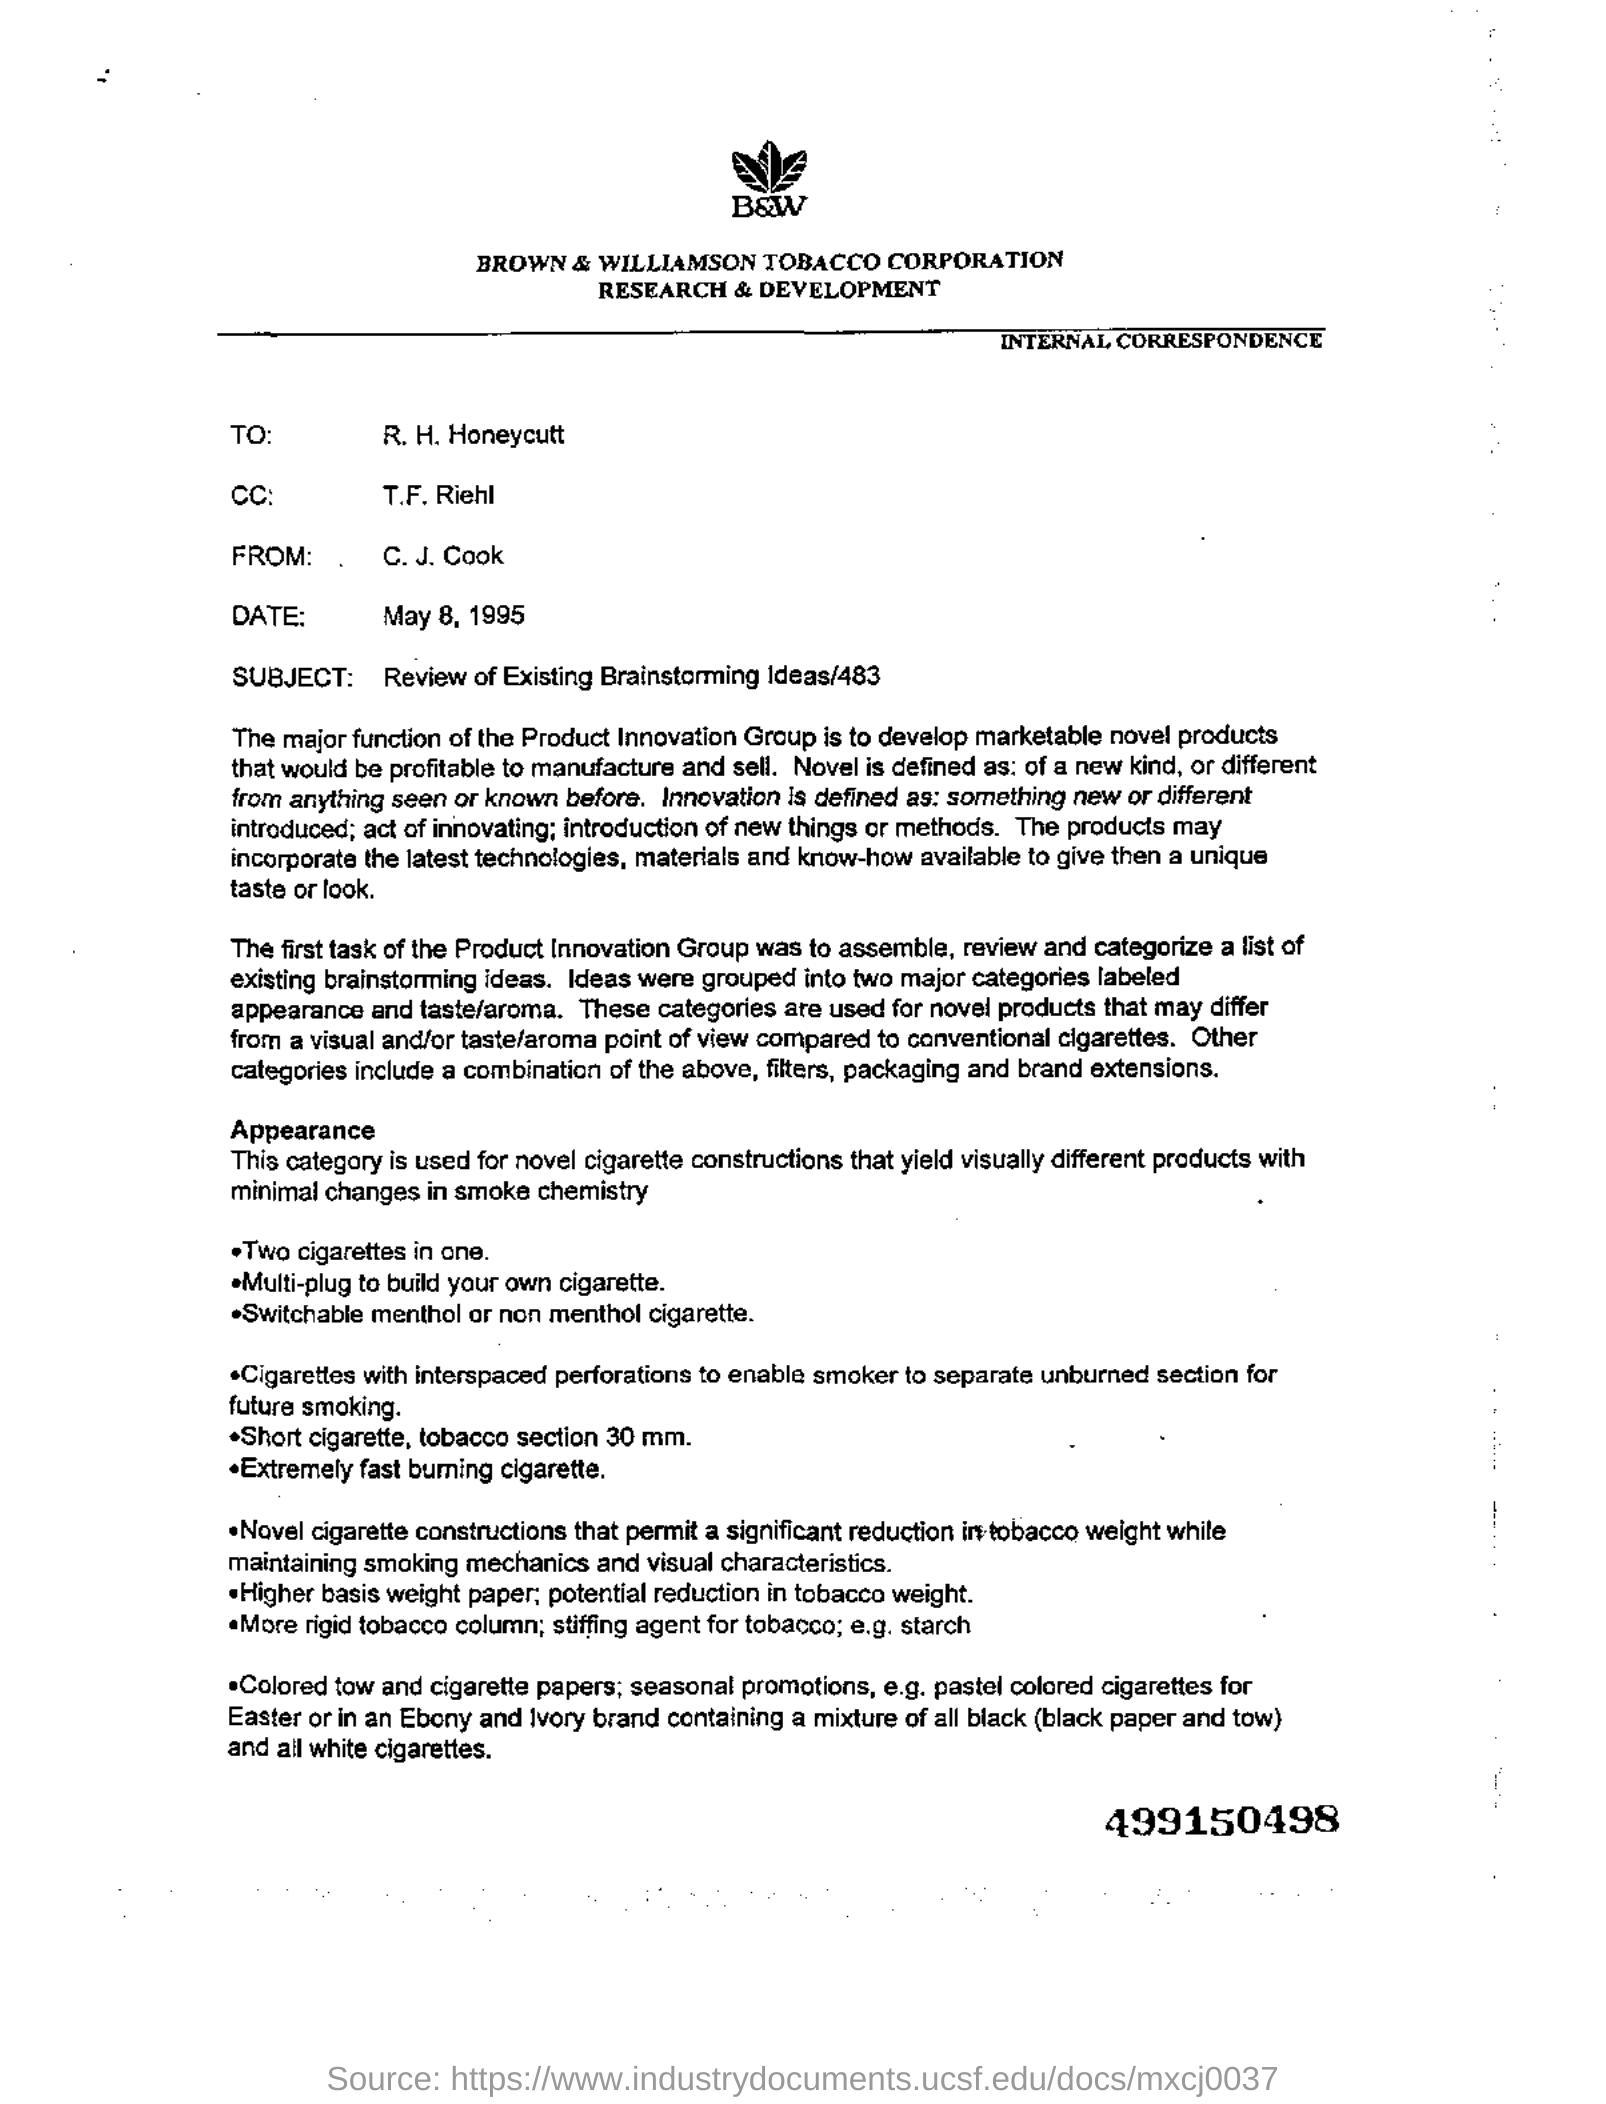 B&W
BROWN & WILLIAMSON TOBACCO CORPORATION
RESEARCH & DEVELOPMENT
INTERNAL CORRESPONDENCE
TO: R. H. Honeycutt
CC: T.F. Riehl
FROM: C. J. Cook
DATE: May 8, 1995
SUBJECT: Review of Existing Brainstorming Ideas/483
The major function of the Product Innovation Group is to develop marketable novel products
that would be profitable to manufacture and sell. Novel is defined as: of a new kind, or different
from anything seen or known before. Innovation is defined as: something new or different
introduced; act of innovating; introduction of new things or methods. The products may
incorporate the latest technologies, materials and know-how available to give then a unique
taste or look.
The first task of the Product Innovation Group was to assemble, review and categorize a list of
existing brainstorming ideas. Ideas were grouped into two major categories labeled
appearance and taste/aroma. These categories are used for novel products that may differ
from a visual and/or taste/aroma point of view compared to conventional cigarettes. Other
categories include a combination of the above, filters, packaging and brand extensions.
Appearance
This category is used for novel cigarette constructions that yield visually different products with
minimal changes in smoke chemistry
•Two cigarettes in one.
•Multi-plug to build your own cigarette.
•Switchable menthol or non menthol cigarette.
•Cigarettes with interspaced perforations to enable smoker to separate unburned section for
future smoking.
•Short cigarette, tobacco section 30 mm.
•Extremely fast burning cigarette.
•Novel cigarette constructions that permit a significant reduction in tobacco weight while
maintaining smoking mechanics and visual characteristics.
•Higher basis weight paper; potential reduction in tobacco weight.
•More rigid tobacco column; stiffing agent for tobacco; e.g. starch
•Colored tow and cigarette papers; seasonal promotions, e.g. pastel colored cigarettes for
Easter or in an Ebony and Ivory brand containing a mixture of all black (black paper and tow)
and all white cigarettes.
499150498
Source: https://www.industrydocuments.ucsf.edu/docs/mxcj0037